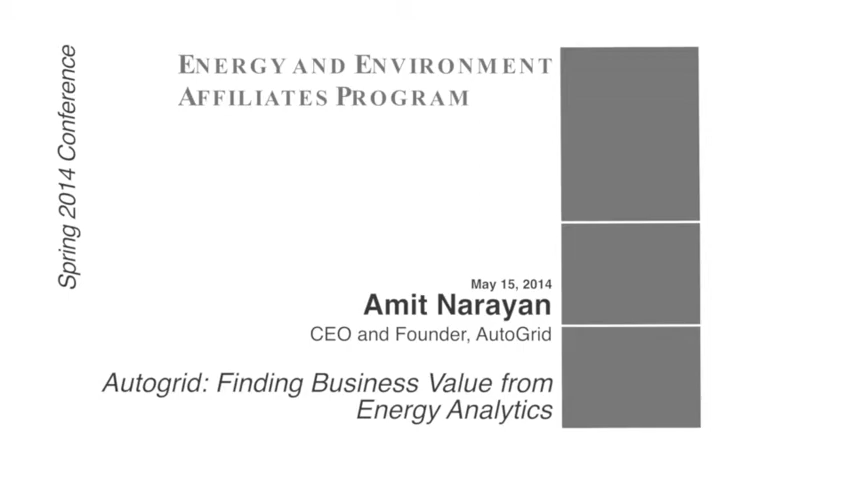 Spring 2014 Conference
ENERGY AND ENVIRONMENT
AFFILIATES PROGRAM
May 15, 2014
Amit Narayan
CEO and Founder, AutoGrid
Autogrid: Finding Business Value from
Energy Analytics